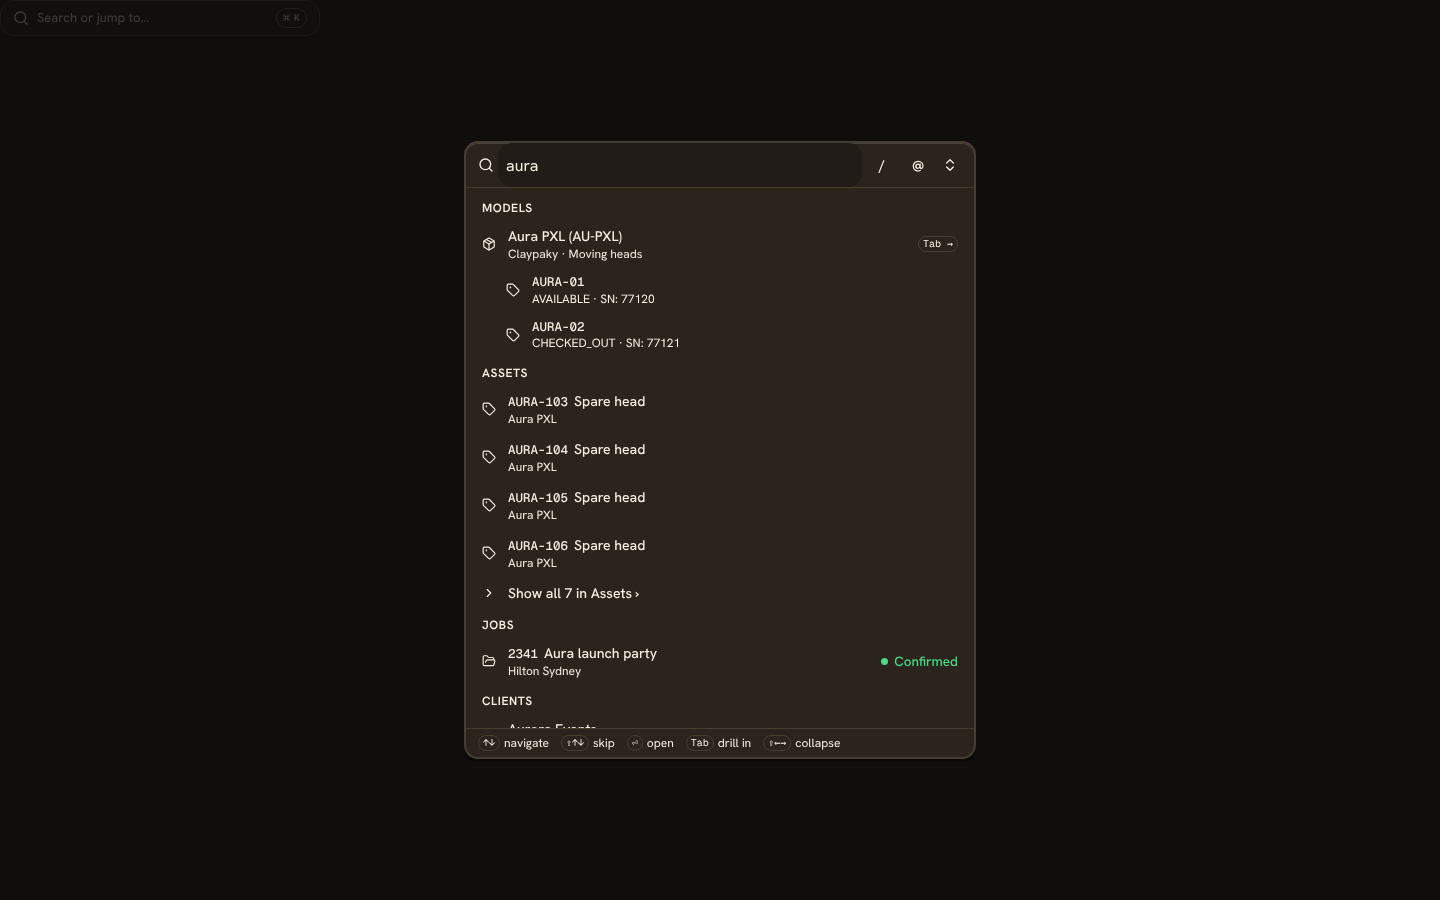 Search or jump to...
⌘ K
aura
/
@
MODELS
Aura PXL (AU-PXL)
Claypaky · Moving heads
Tab →
AURA-01
AVAILABLE · SN: 77120
AURA-02
CHECKED_OUT · SN: 77121
ASSETS
AURA-103 Spare head
Aura PXL
AURA-104 Spare head
Aura PXL
AURA-105 Spare head
Aura PXL
AURA-106 Spare head
Aura PXL
Show all 7 in Assets ›
JOBS
2341 Aura launch party
Hilton Sydney
Confirmed
CLIENTS
Aurora Events
↑↓ navigate ⇧↑↓ skip ⏎ open Tab drill in ⇧←→ collapse